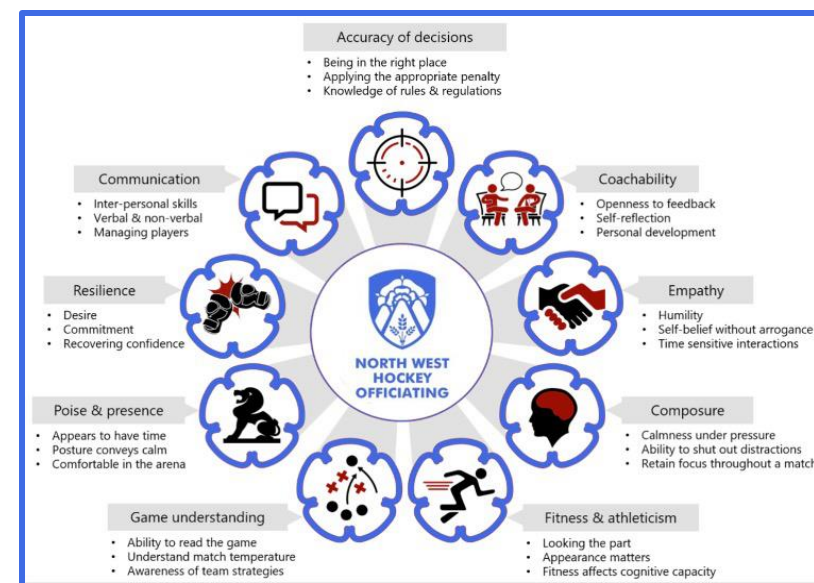 Accuracy of decisions
• Being in the right place
• Applying the appropriate penalty
• Knowledge of rules & regulations
Communication
• Inter-personal skills
• Verbal & non-verbal
• Managing players
Coachability
• Openness to feedback
• Self-reflection
• Personal development
Resilience
• Desire
• Commitment
• Recovering confidence
Empathy
• Humility
• Self-belief without arrogance
• Time sensitive interactions
NORTH WEST
HOCKEY
OFFICIATING
Poise & presence
• Appears to have time
• Posture conveys calm
• Comfortable in the arena
Composure
• Calmness under pressure
• Ability to shut out distractions
• Retain focus throughout a match
Game understanding
• Ability to read the game
• Understand match temperature
• Awareness of team strategies
Fitness & athleticism
• Looking the part
• Appearance matters
• Fitness affects cognitive capacity